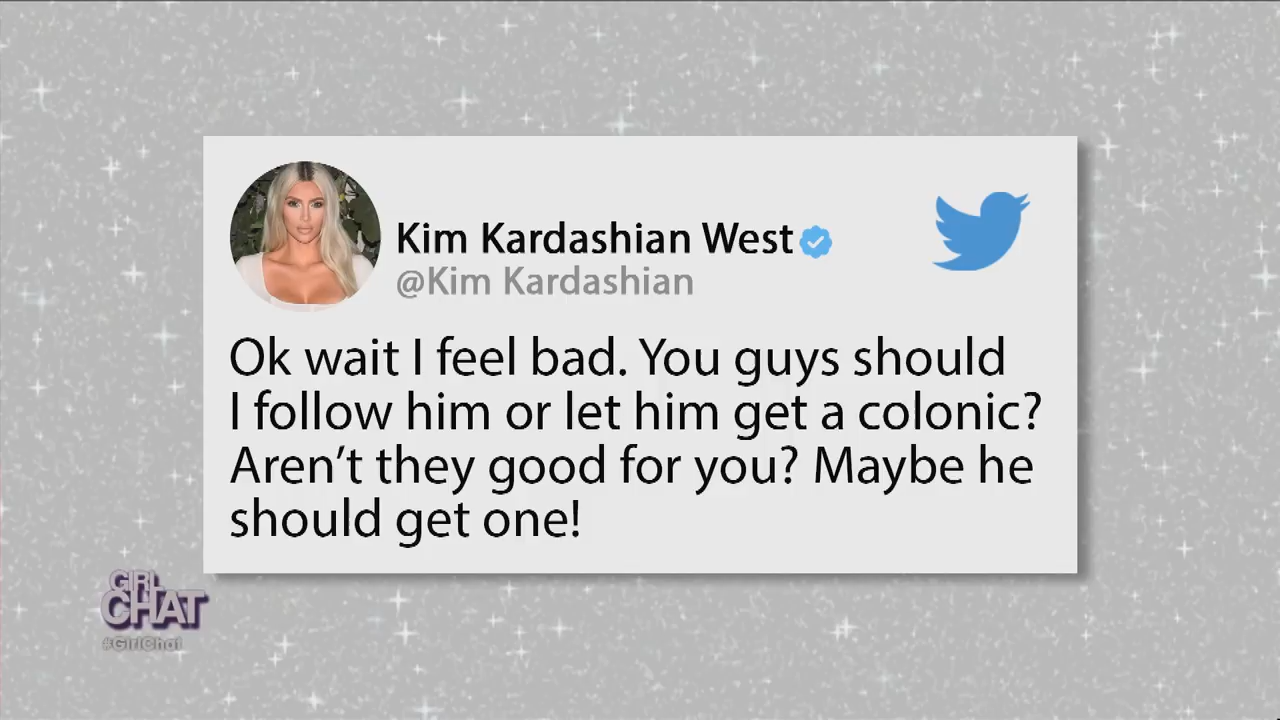 Kim Kardashian West
@Kim Kardashian
Ok wait I feel bad. You guys should
I follow him or let him get a colonic?
Aren’t they good for you? Maybe he
should get one!
GIRL
CHAT
#GirlChat